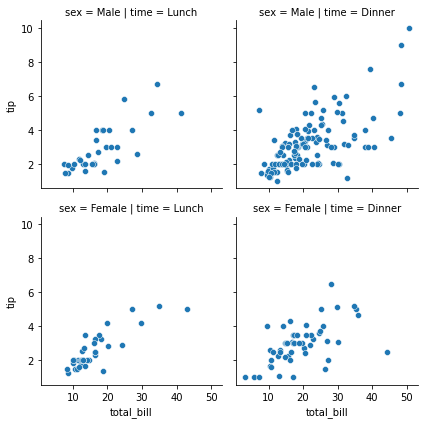 sex = Male | time = Lunch
sex = Male | time = Dinner
10
8
6
4
2
tip
sex = Female | time = Lunch
sex = Female | time = Dinner
10
8
6
4
2
tip
10 20 30 40 50
10 20 30 40 50
total_bill
total_bill